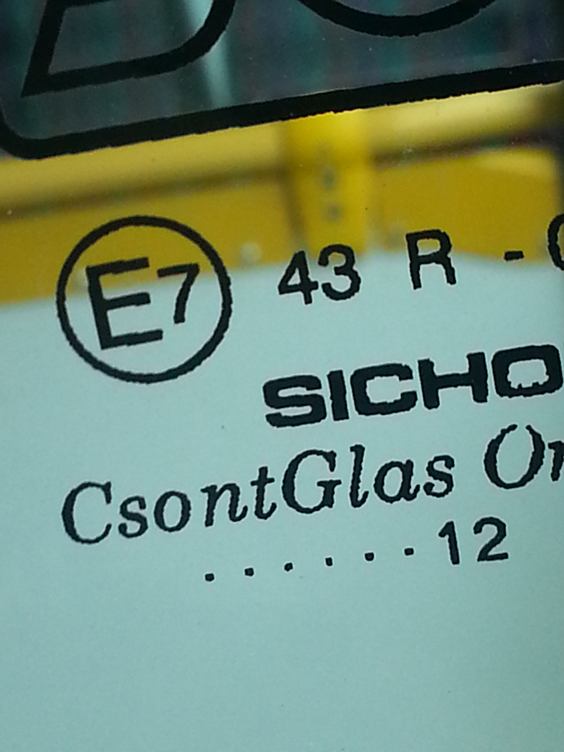 E7 43 R -
SICHO
CsontGlas
. . . . . . 12